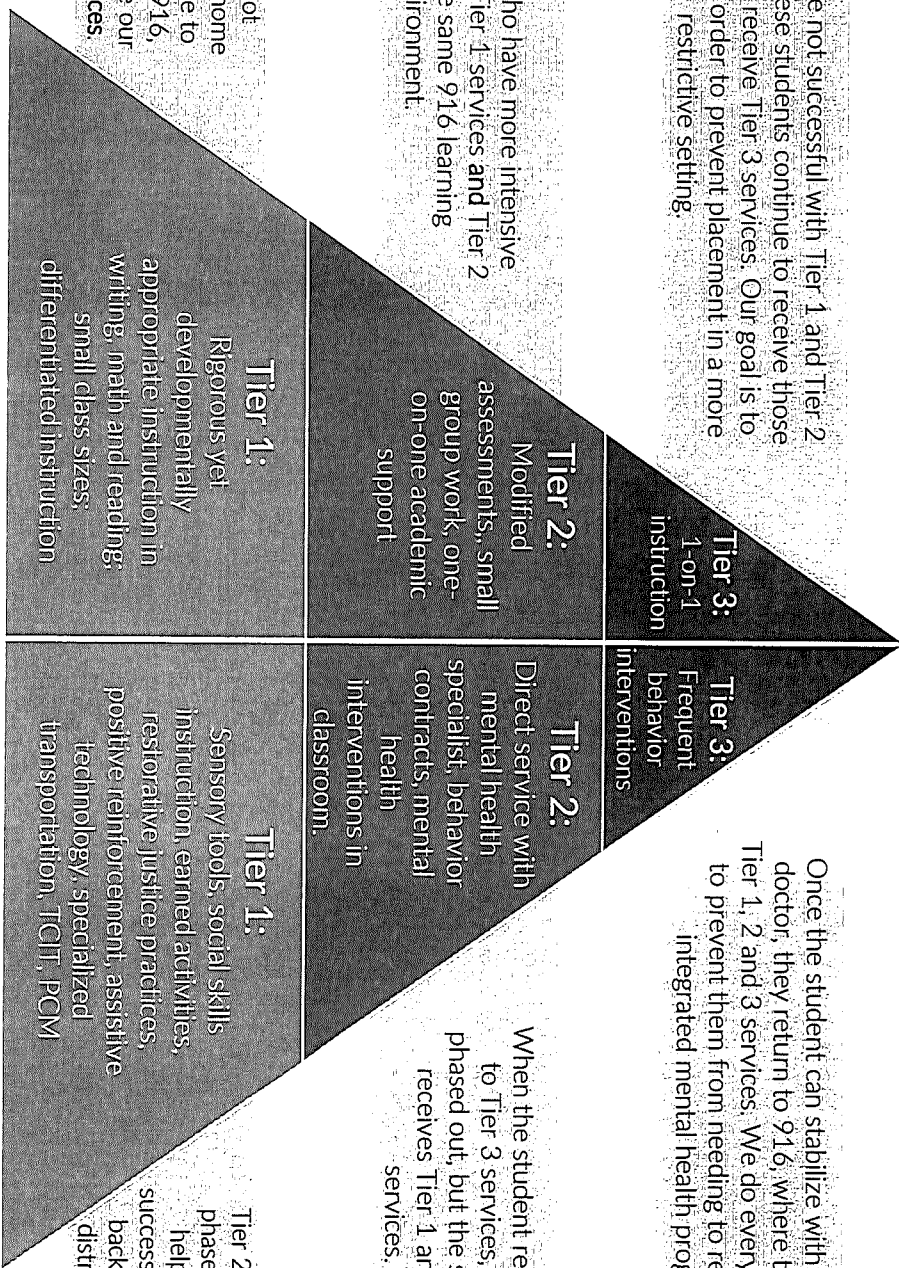 e not successful with Tier 1 and Tier 2
ese students continue to receive those
receive Tier 3 services. Our goal is to
order to prevent placement in a more
restrictive setting.
ho have more intensive
Tier 1 services and Tier 2
e same 916 learning
ironment.
ot
home
e to
916,
e our
ces.
Tier 3:
1-on-1
instruction
Tier 3:
Frequent
behavior
interventions
Tier 2:
Modified
assessments,, small
group work, one-
on-one academic
support
Tier 2:
Direct service with
mental health
specialist, behavior
contracts, mental
health
interventions in
classroom.
Tier 1:
Rigorous yet
developmentally
appropriate instruction in
writing, math and reading;
small class sizes;
differentiated instruction
Tier 1:
Sensory tools, social skills
instruction, earned activities,
restorative justice practices,
positive reinforcement, assistive
technology, specialized
transportation, TCIT, PCM
Once the student can stabilize with
doctor, they return to 916, where t
Tier 1, 2 and 3 services. We do every
to prevent them from needing to re
integrated mental health prog
When the student re
to Tier 3 services,
phased out, but the s
receives Tier 1 an
services.
Tier 2
phase
help
success
back
distr